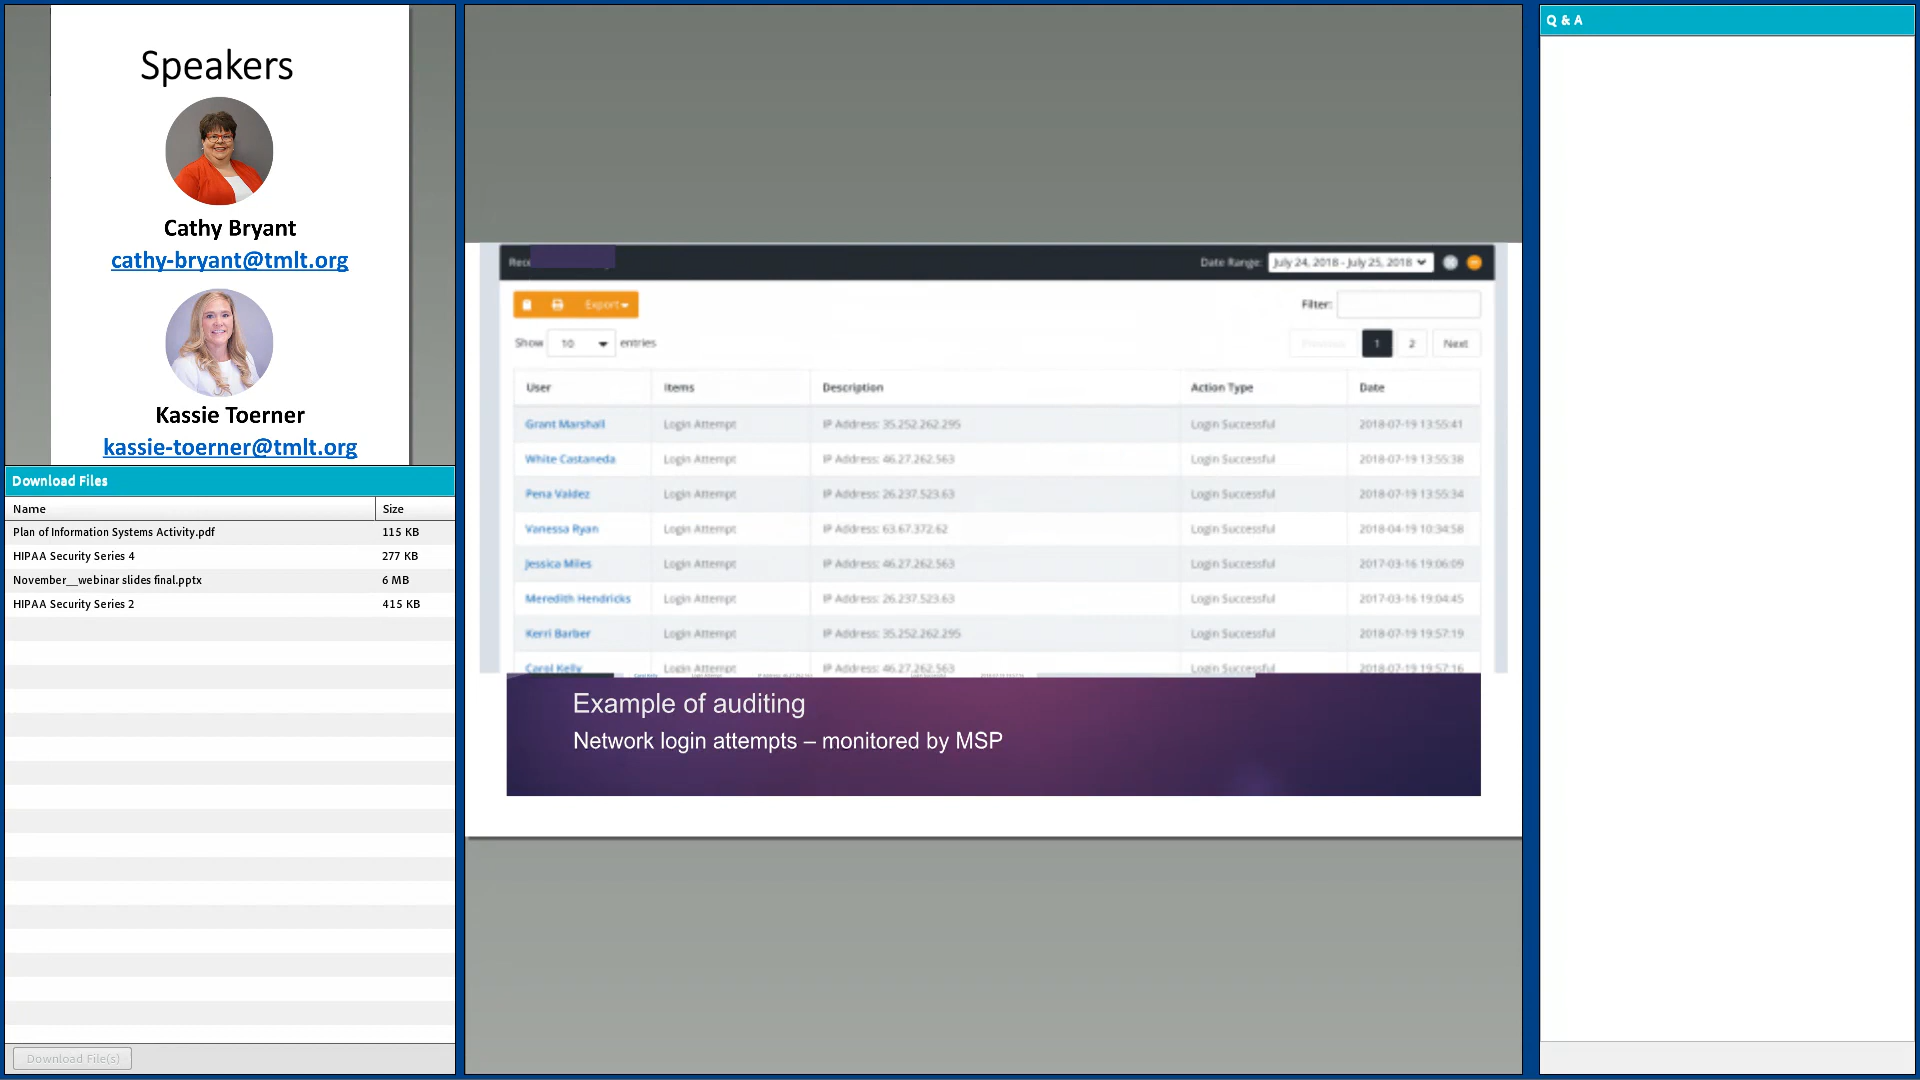 Speakers
Cathy Bryant
cathy-bryant@tmlt.org
Kassie Toerner
kassie-toerner@tmlt.org
Download Files
Name Size
Plan of Information Systems Activity.pdf 115 KB
HIPAA Security Series 4 277 KB
November__webinar slides final.pptx 6 MB
HIPAA Security Series 2 415 KB
Download File(s)
Date Range: July 24, 2018 - July 25, 2018
Export Filter:
Show 10 entries Previous 1 2 Next
User Items Description Action Type Date
Grant Marshall Login Attempt IP Address: 35.252.262.295 Login Successful 2018-07-19 13:55:41
White Castaneda Login Attempt IP Address: 46.27.262.563 Login Successful 2018-07-19 13:55:38
Pena Valdez Login Attempt IP Address: 26.237.523.63 Login Successful 2018-07-19 13:55:34
Vanessa Ryan Login Attempt IP Address: 63.67.372.62 Login Successful 2018-04-19 10:34:58
Jessica Miles Login Attempt IP Address: 46.27.262.563 Login Successful 2017-03-16 19:06:09
Meredith Hendricks Login Attempt IP Address: 26.237.523.63 Login Successful 2017-03-16 19:04:45
Kerri Barber Login Attempt IP Address: 35.252.262.295 Login Successful 2018-07-19 19:57:19
Carol Kelly Login Attempt IP Address: 46.27.262.563 Login Successful 2018-07-19 19:57:16
Example of auditing
Network login attempts – monitored by MSP
Q & A